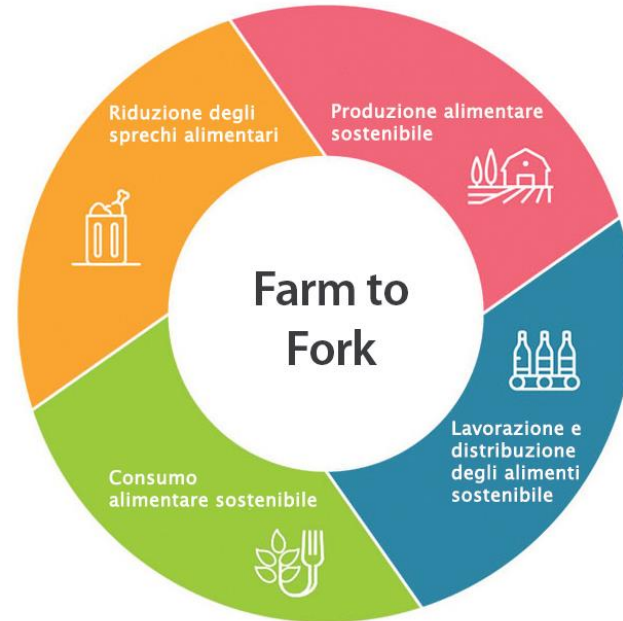 Riduzione degli
sprechi alimentari
Produzione alimentare
sostenibile
Farm to
Fork
Lavorazione e
distribuzione
degli alimenti
sostenibile
Consumo
alimentare sostenibile